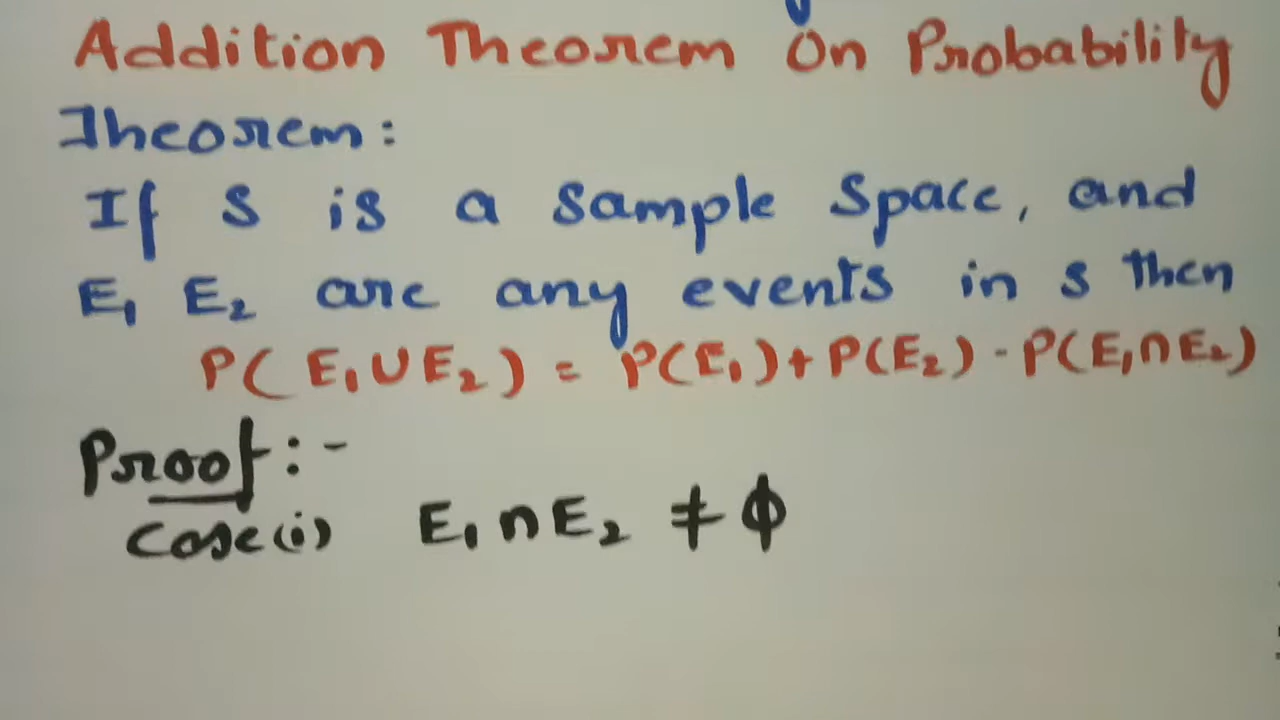 Addition Theorem On Probability
Theorem:
If S is a sample space, and
E₁ E₂ are any events in s then
P(E₁∪E₂) = P(E₁)+P(E₂) - P(E₁∩E₂)
Proof:-
Case(i) E₁∩E₂ ≠ ϕ